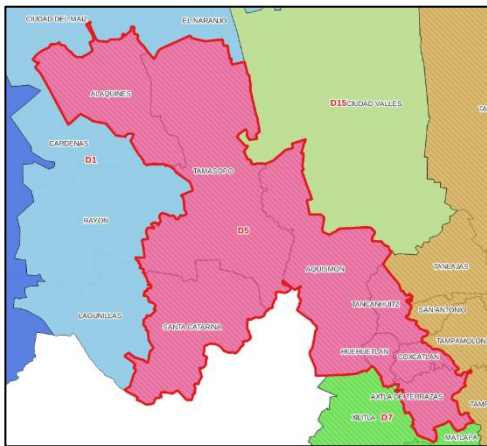 CIUDAD DEL MAIZ
EL NARANJO
ALAQUINES
D15 CIUDAD VALLES
CARDENAS
D1
TAMASOPO
RAYON
D5
AQUISMON
TANLAJAS
TANCANHUITZ
SAN ANTONIO
LAGUNILLAS
SANTA CATARINA
TAMPAMOLON
HUEHUETLAN
COXCATLAN
AXTLA DE TERRAZAS
XILITLA
D7
MATLAPA